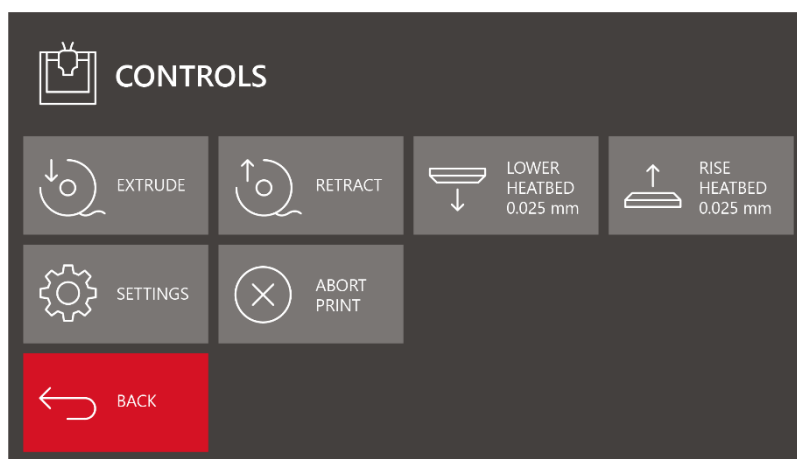 CONTROLS
EXTRUDE
RETRACT
LOWER
HEATBED
0.025 mm
RISE
HEATBED
0.025 mm
SETTINGS
ABORT
PRINT
BACK